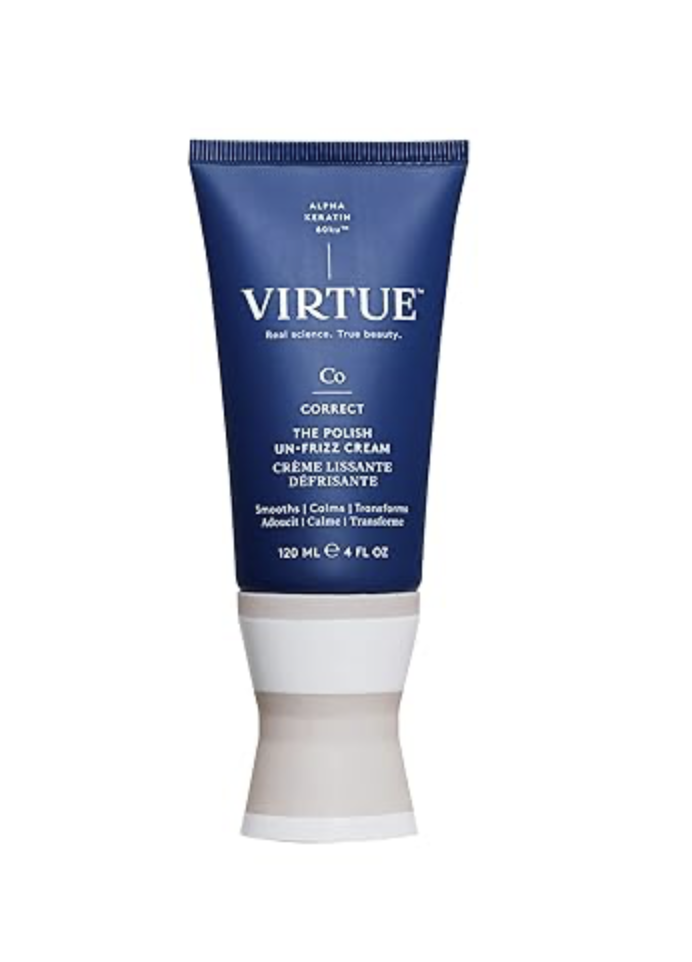 ALPHA
KERATIN
60ku™
VIRTUE™
Real science. True beauty.
Co
CORRECT
THE POLISH
UN-FRIZZ CREAM
CRÈME LISSANTE
DÉFRISANTE
Smooths | Calms | Transforms
Adoucit | Calme | Transforme
120 ML ℮ 4 FL OZ